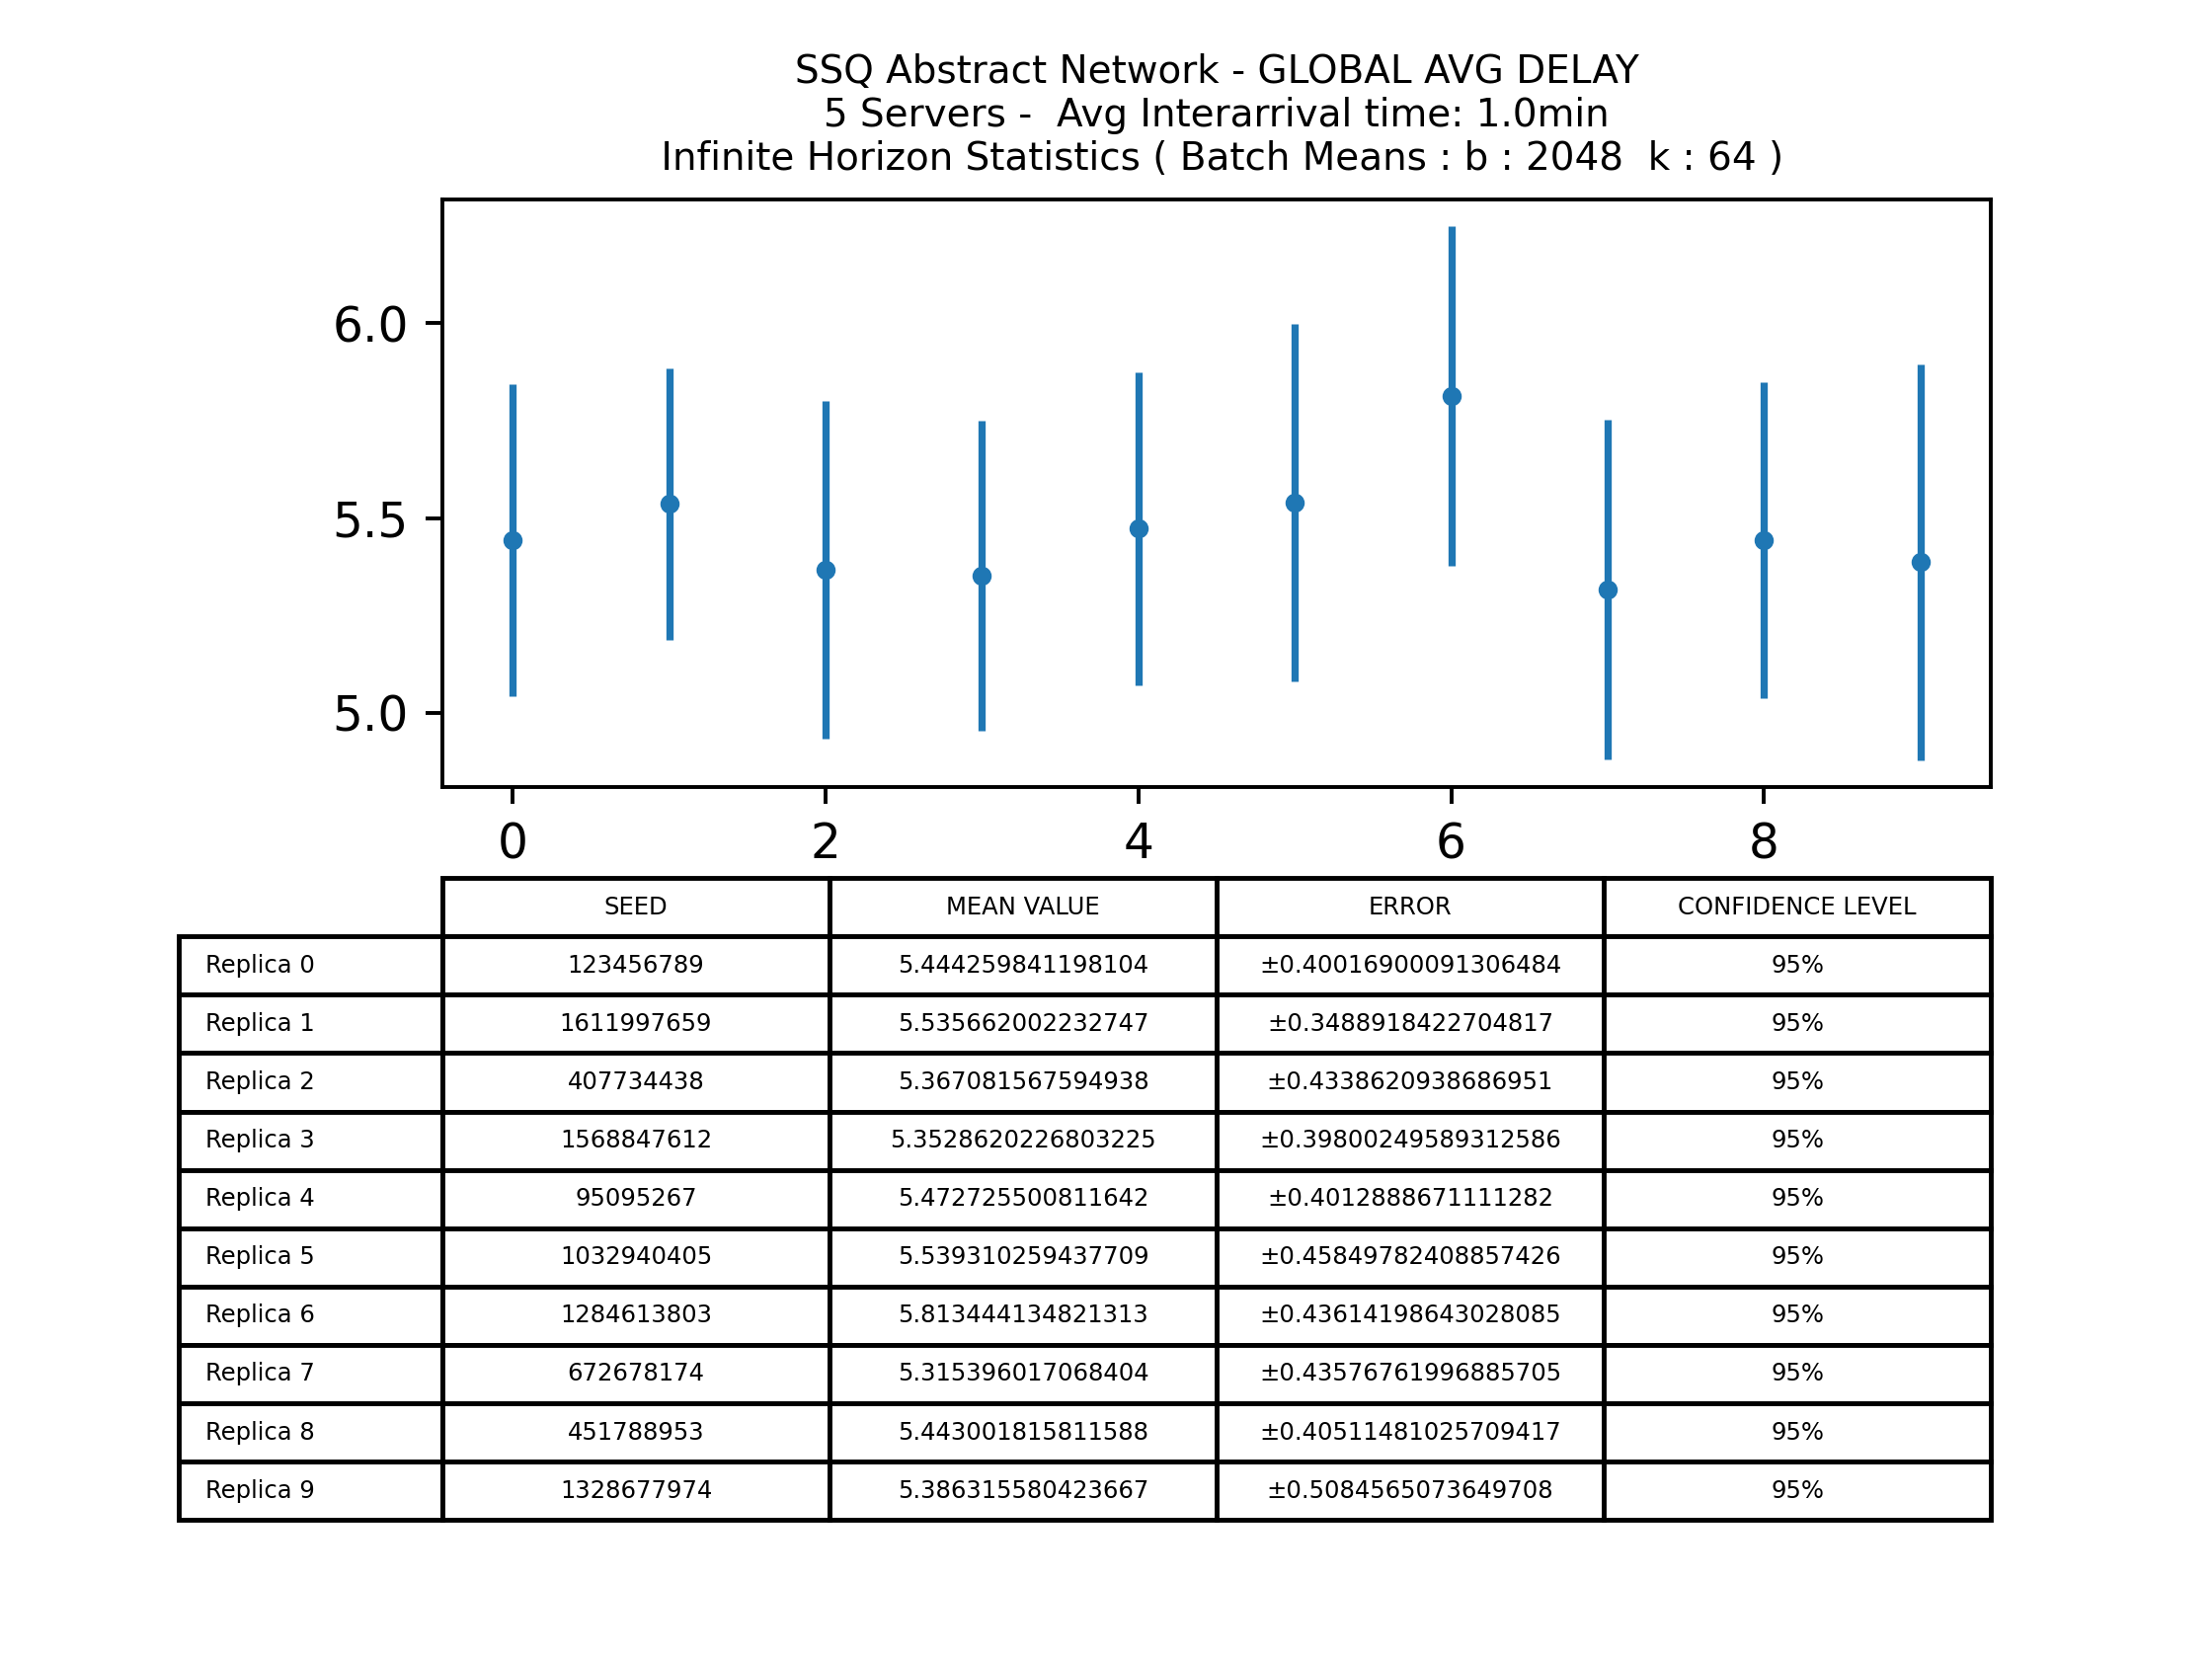 SSQ Abstract Network - GLOBAL AVG DELAY
5 Servers -  Avg Interarrival time: 1.0min
Infinite Horizon Statistics ( Batch Means : b : 2048  k : 64 )
6.0
5.5
5.0
0 2 4 6 8
SEED MEAN VALUE ERROR CONFIDENCE LEVEL
Replica 0 123456789 5.444259841198104 ±0.40016900091306484 95%
Replica 1 1611997659 5.535662002232747 ±0.3488918422704817 95%
Replica 2 407734438 5.367081567594938 ±0.4338620938686951 95%
Replica 3 1568847612 5.3528620226803225 ±0.39800249589312586 95%
Replica 4 95095267 5.472725500811642 ±0.4012888671111282 95%
Replica 5 1032940405 5.539310259437709 ±0.45849782408857426 95%
Replica 6 1284613803 5.813444134821313 ±0.43614198643028085 95%
Replica 7 672678174 5.315396017068404 ±0.43576761996885705 95%
Replica 8 451788953 5.443001815811588 ±0.40511481025709417 95%
Replica 9 1328677974 5.386315580423667 ±0.5084565073649708 95%